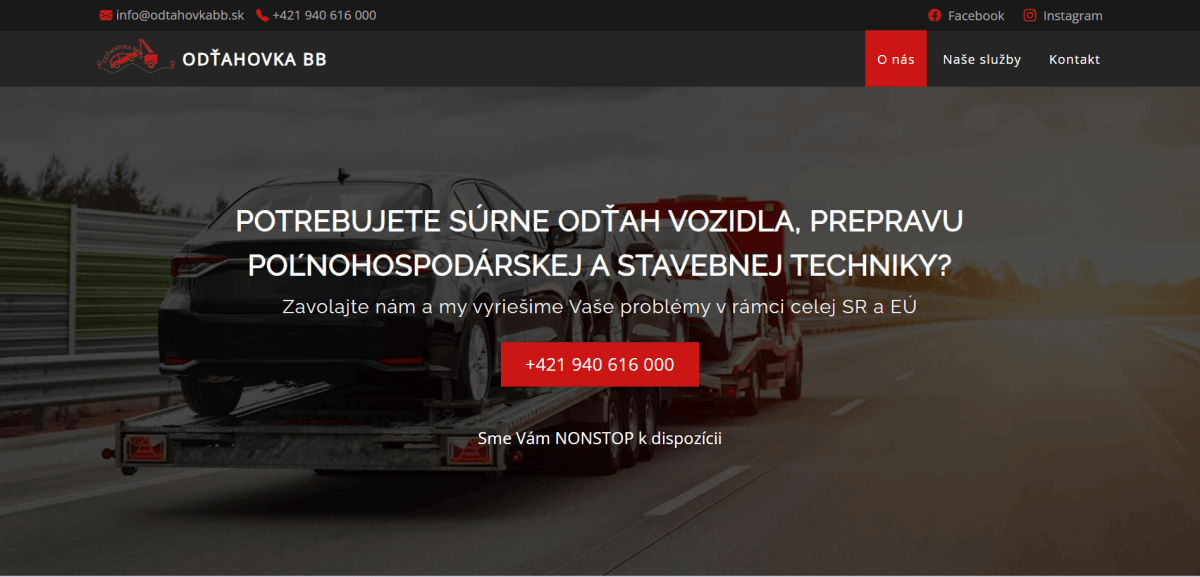 info@odtahovkabb.sk +421 940 616 000 Facebook Instagram
ODŤAHOVKA BB
ODŤAHOVKA BB O nás Naše služby Kontakt
POTREBUJETE SÚRNE ODŤAH VOZIDLA, PREPRAVU
POĽNOHOSPODÁRSKEJ A STAVEBNEJ TECHNIKY?
Zavolajte nám a my vyriešime Vaše problémy v rámci celej SR a EÚ
+421 940 616 000
Sme Vám NONSTOP k dispozícii